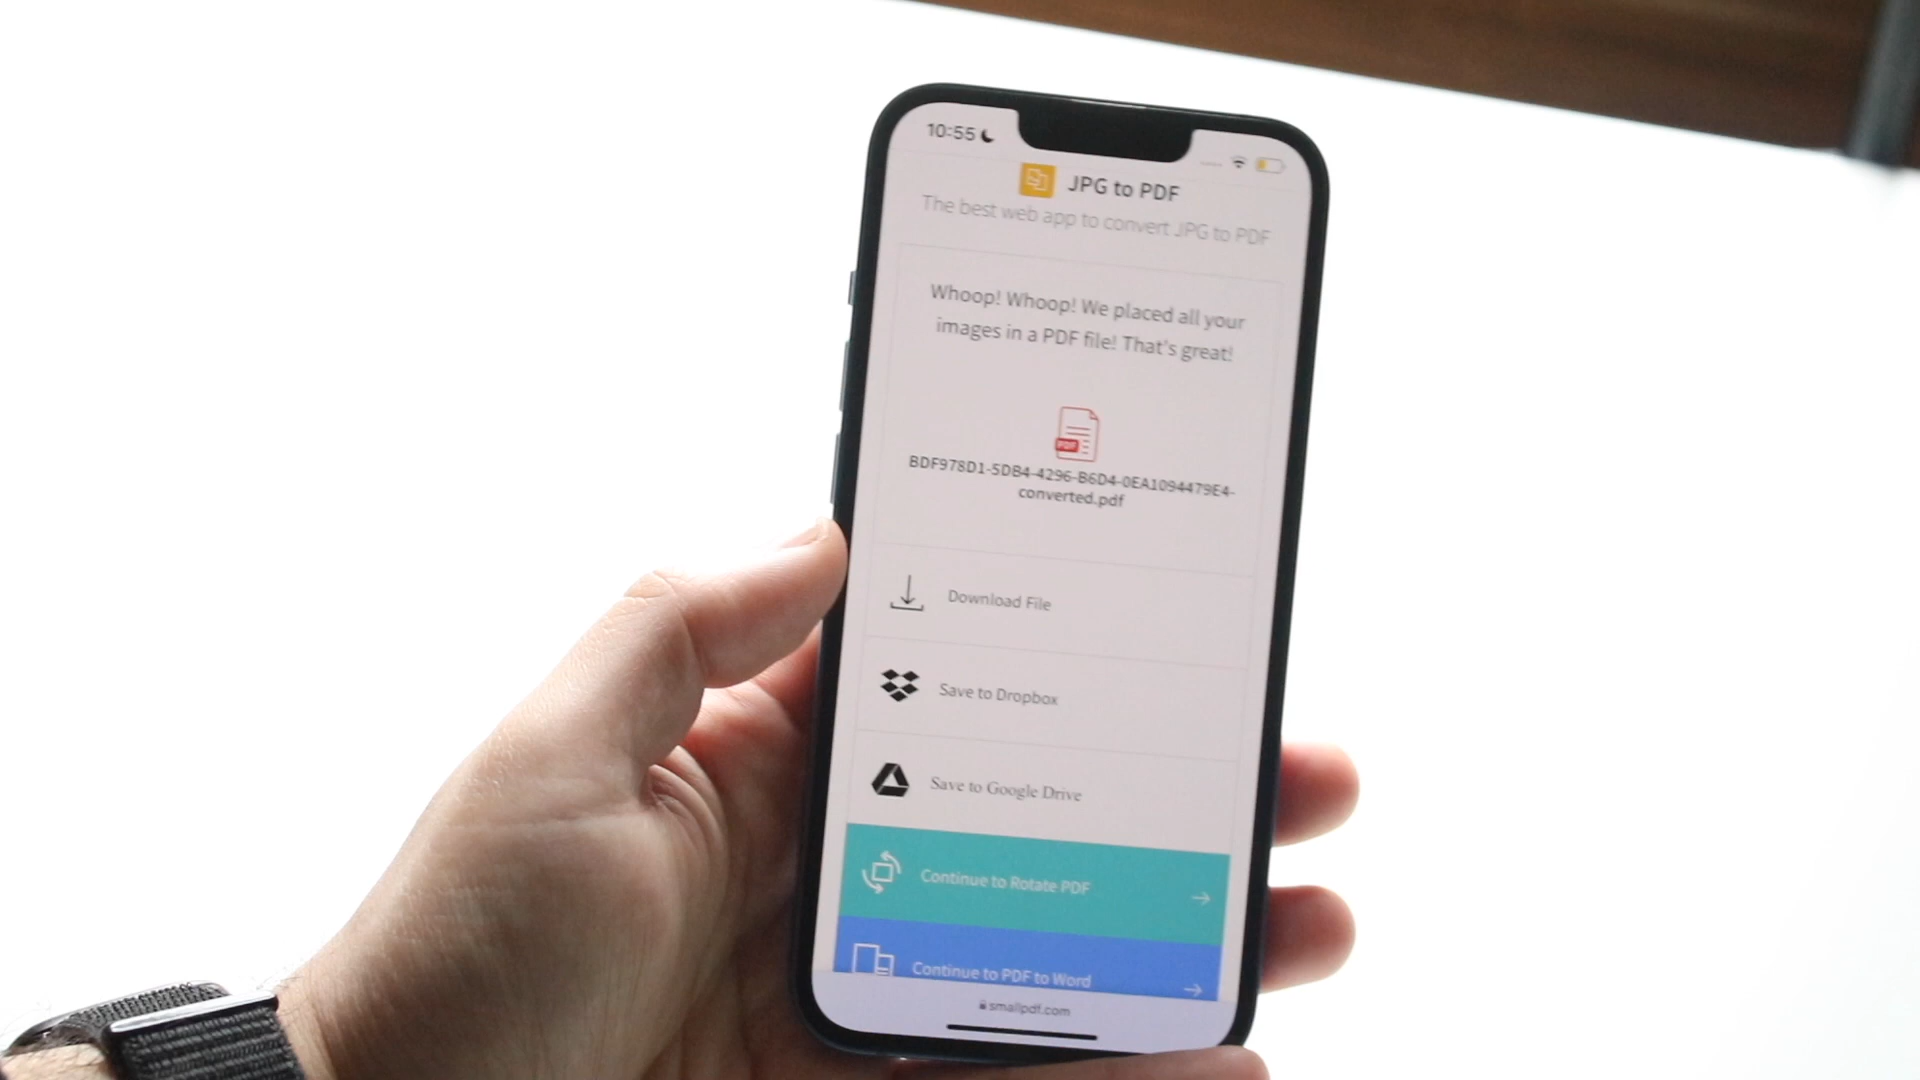 10:55
JPG to PDF
The best web app to convert JPG to PDF
Whoop! Whoop! We placed all your
images in a PDF file! That's great!
PDF
BDF978D1-5DB4-4296-B6D4-0EA1094479E4-
converted.pdf
Download File
Save to Dropbox
Save to Google Drive
Continue to Rotate PDF
Continue to PDF to Word
smallpdf.com